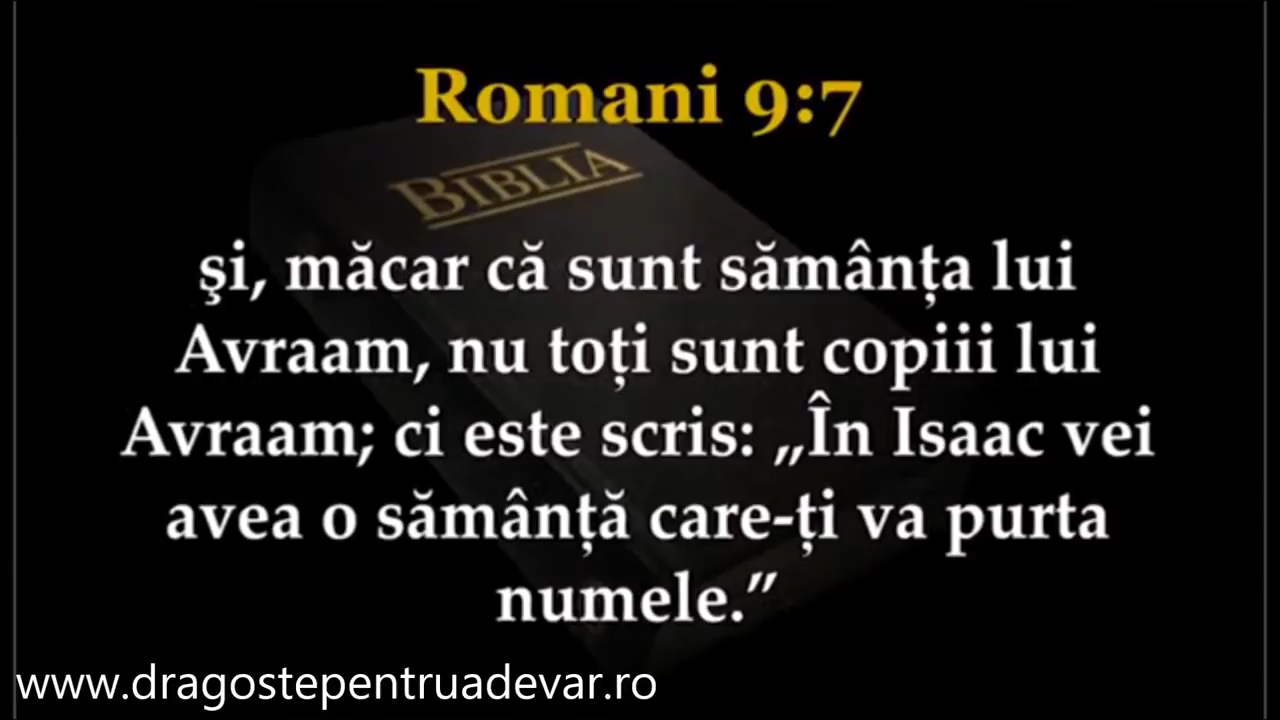 Romani 9:7
BIBLIA
şi, măcar că sunt sămânța lui
Avraam, nu toți sunt copiii lui
Avraam; ci este scris: „În Isaac vei
avea o sămânță care-ți va purta
numele.”
www.dragostepentruadevar.ro